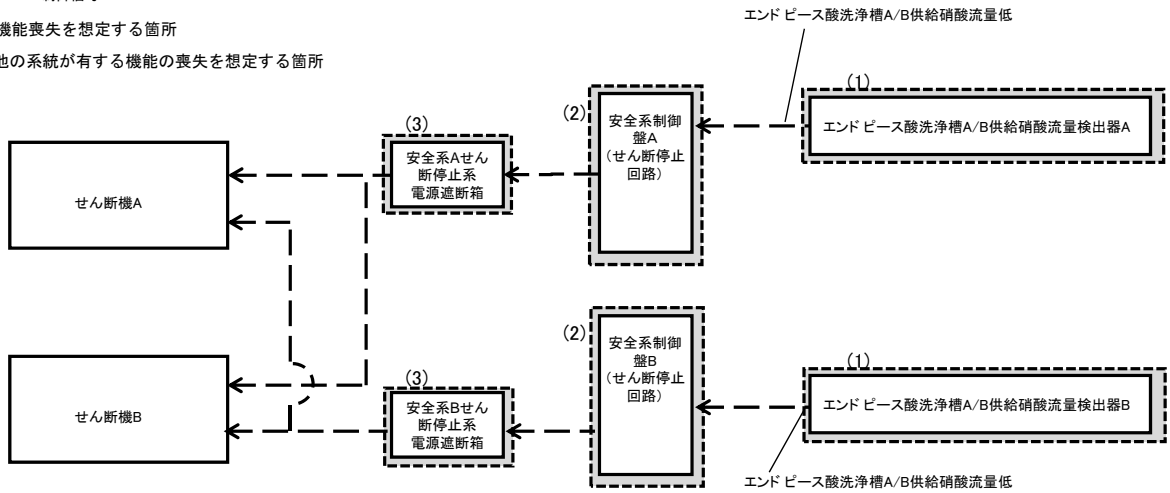 機能喪失を想定する箇所
他の系統が有する機能の喪失を想定する箇所
エンドピース酸洗浄槽A/B供給硝酸流量低
(1)
エンドピース酸洗浄槽A/B供給硝酸流量検出器A
(2)
安全系制御
盤A
(せん断停止
回路)
(3)
安全系Aせん
断停止系
電源遮断箱
せん断機A
(1)
エンドピース酸洗浄槽A/B供給硝酸流量検出器B
(2)
安全系制御
盤B
(せん断停止
回路)
(3)
安全系Bせん
断停止系
電源遮断箱
せん断機B
エンドピース酸洗浄槽A/B供給硝酸流量低